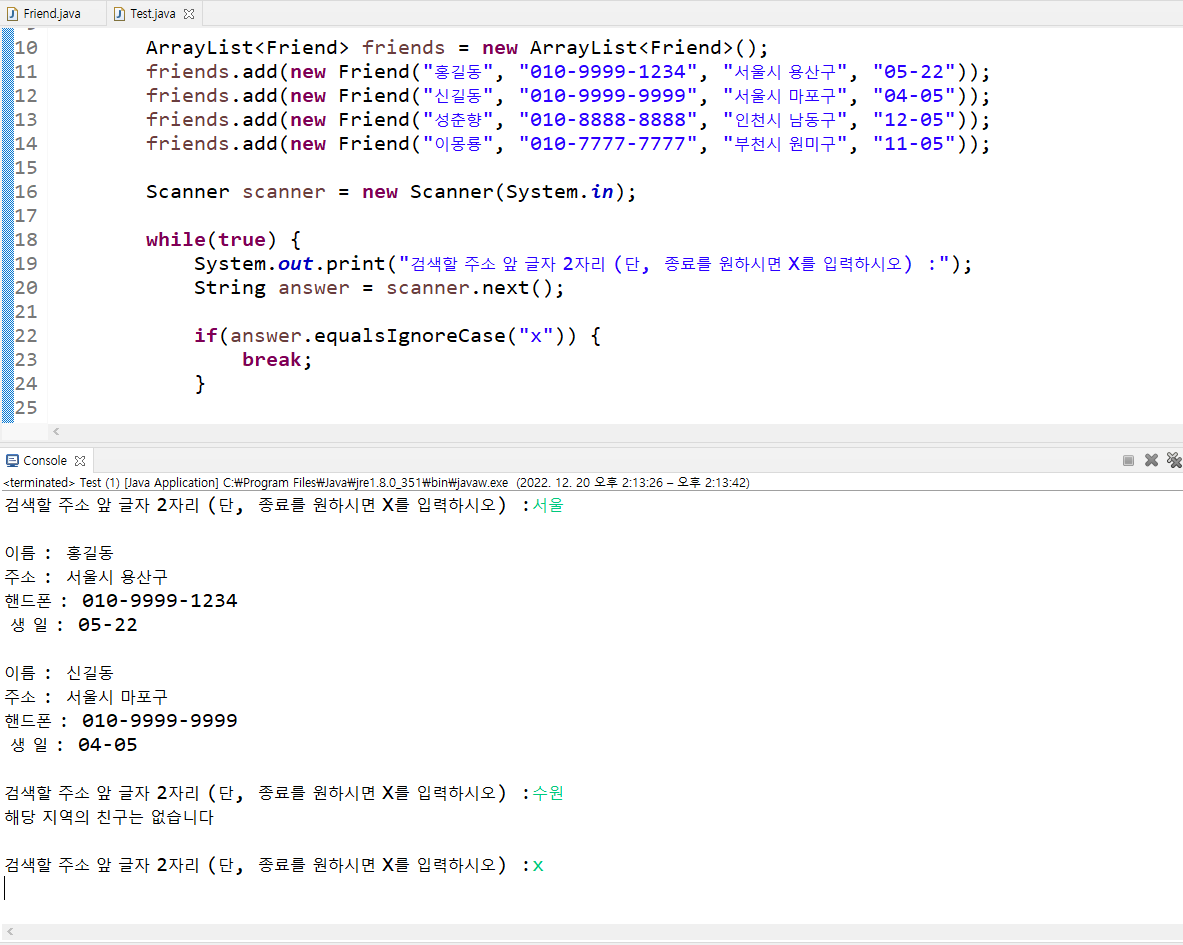 Friend.java Test.java
10 ArrayList<Friend> friends = new ArrayList<Friend>();
11 friends.add(new Friend("홍길동", "010-9999-1234", "서울시 용산구", "05-22"));
12 friends.add(new Friend("신길동", "010-9999-9999", "서울시 마포구", "04-05"));
13 friends.add(new Friend("성춘향", "010-8888-8888", "인천시 남동구", "12-05"));
14 friends.add(new Friend("이몽룡", "010-7777-7777", "부천시 원미구", "11-05"));
15
16 Scanner scanner = new Scanner(System.in);
17
18 while(true) {
19 System.out.print("검색할 주소 앞 글자 2자리 (단, 종료를 원하시면 X를 입력하시오) :");
20 String answer = scanner.next();
21
22 if(answer.equalsIgnoreCase("x")) {
23 break;
24 }
25
Console
<terminated> Test (1) [Java Application] C:₩Program Files₩Java₩jre1.8.0_351₩bin₩javaw.exe (2022. 12. 20 오후 2:13:26 – 오후 2:13:42)
검색할 주소 앞 글자 2자리 (단, 종료를 원하시면 X를 입력하시오) :서울
이름 : 홍길동
주소 : 서울시 용산구
핸드폰 : 010-9999-1234
생 일 : 05-22
이름 : 신길동
주소 : 서울시 마포구
핸드폰 : 010-9999-9999
생 일 : 04-05
검색할 주소 앞 글자 2자리 (단, 종료를 원하시면 X를 입력하시오) :수원
해당 지역의 친구는 없습니다
검색할 주소 앞 글자 2자리 (단, 종료를 원하시면 X를 입력하시오) :x